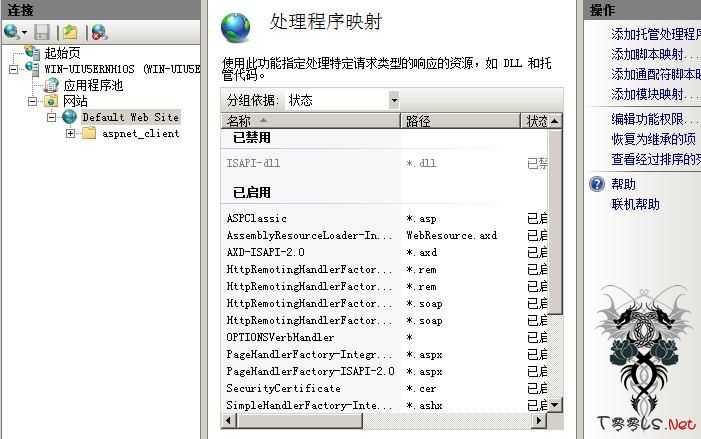 连接
起始页
WIN-UIV5ERNH1OS (WIN-UIV5E
应用程序池
网站
Default Web Site
aspnet_client
处理程序映射
使用此功能指定处理特定请求类型的响应的资源，如 DLL 和托
管代码。
分组依据: 状态
名称 路径 状态
已禁用
ISAPI-dll *.dll 已禁
已启用
ASPClassic *.asp 已启
AssemblyResourceLoader-In... WebResource.axd 已启
AXD-ISAPI-2.0 *.axd 已启
HttpRemotingHandlerFactor... *.rem 已启
HttpRemotingHandlerFactor... *.rem 已启
HttpRemotingHandlerFactor... *.soap 已启
HttpRemotingHandlerFactor... *.soap 已启
OPTIONSVerbHandler * 已启
PageHandlerFactory-Integr... *.aspx 已启
PageHandlerFactory-ISAPI-2.0 *.aspx 已启
SecurityCertificate *.cer 已启
SimpleHandlerFactory-Inte... *.ashx 已启
操作
添加托管处理程序
添加脚本映射...
添加通配符脚本映
添加模块映射...
编辑功能权限...
恢复为继承的项
查看经过排序的列
帮助
联机帮助
T00LS.Net